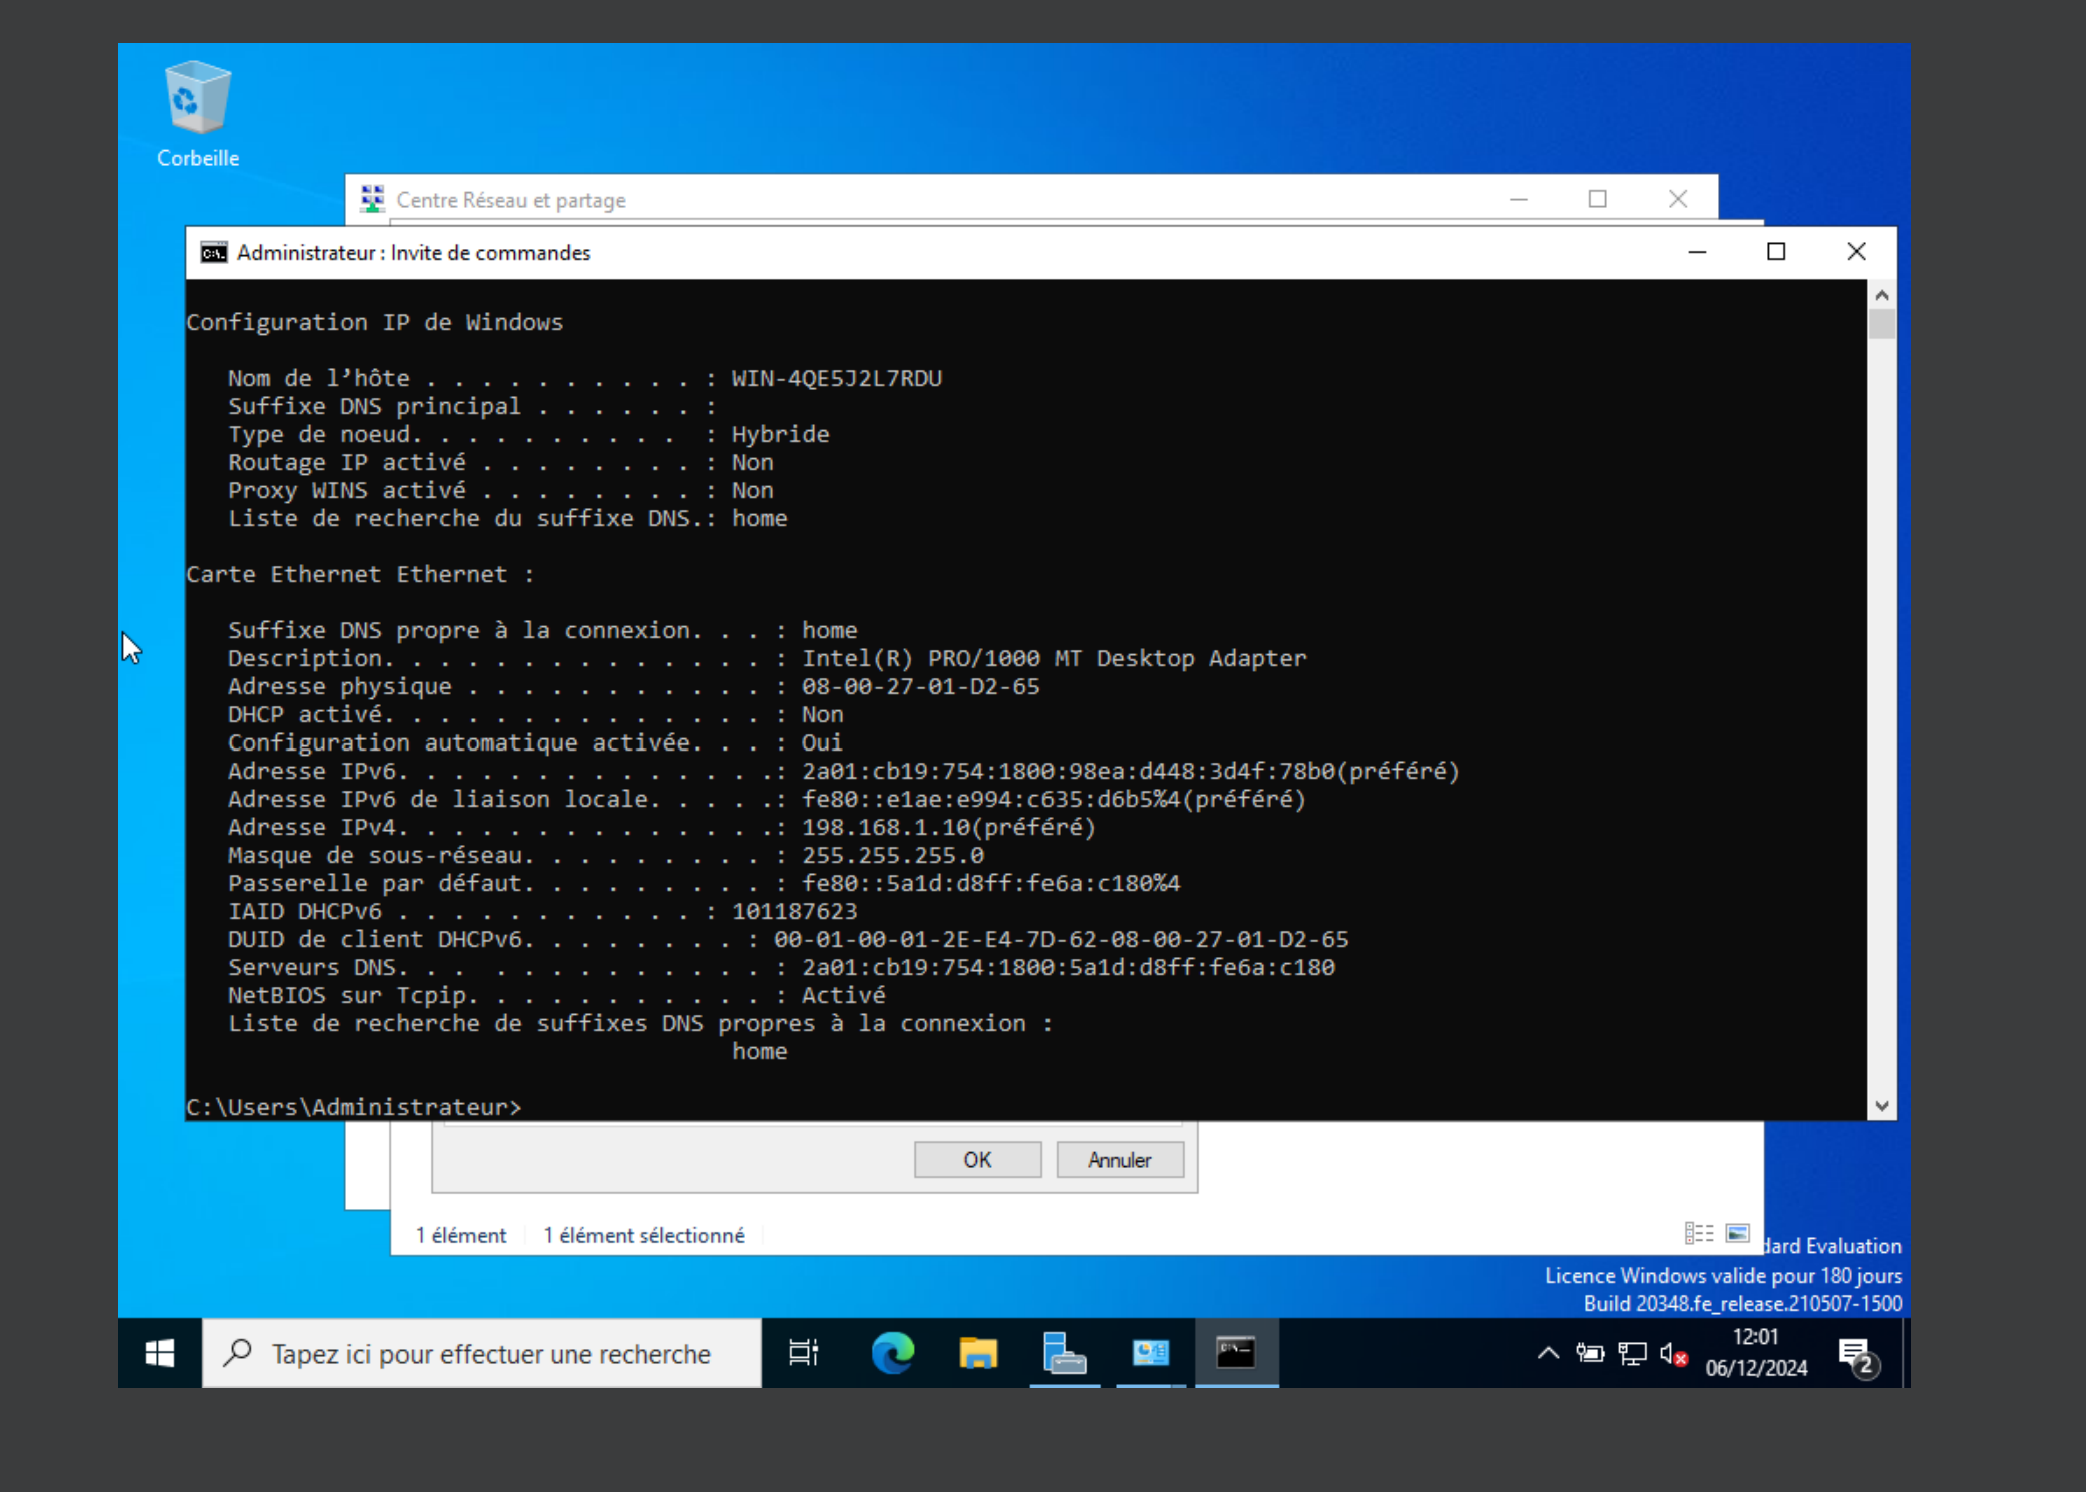 Corbeille
Centre Réseau et partage
Administrateur : Invite de commandes
Configuration IP de Windows
Nom de l’hôte . . . . . . . . . . : WIN-4QE5J2L7RDU
Suffixe DNS principal . . . . . . :
Type de noeud. . . . . . . . . .  : Hybride
Routage IP activé . . . . . . . . : Non
Proxy WINS activé . . . . . . . . : Non
Liste de recherche du suffixe DNS.: home
Carte Ethernet Ethernet :
Suffixe DNS propre à la connexion. . . : home
Description. . . . . . . . . . . . . . : Intel(R) PRO/1000 MT Desktop Adapter
Adresse physique . . . . . . . . . . . : 08-00-27-01-D2-65
DHCP activé. . . . . . . . . . . . . . : Non
Configuration automatique activée. . . : Oui
Adresse IPv6. . . . . . . . . . . . . .: 2a01:cb19:754:1800:98ea:d448:3d4f:78b0(préféré)
Adresse IPv6 de liaison locale. . . . .: fe80::e1ae:e994:c635:d6b5%4(préféré)
Adresse IPv4. . . . . . . . . . . . . .: 198.168.1.10(préféré)
Masque de sous-réseau. . . . . . . . . : 255.255.255.0
Passerelle par défaut. . . . . . . . . : fe80::5a1d:d8ff:fe6a:c180%4
IAID DHCPv6 . . . . . . . . . . . : 101187623
DUID de client DHCPv6. . . . . . . . : 00-01-00-01-2E-E4-7D-62-08-00-27-01-D2-65
Serveurs DNS. . .  . . . . . . . . . . : 2a01:cb19:754:1800:5a1d:d8ff:fe6a:c180
NetBIOS sur Tcpip. . . . . . . . . . . : Activé
Liste de recherche de suffixes DNS propres à la connexion :
home
C:\Users\Administrateur>
OK
Annuler
1 élément
1 élément sélectionné
dard Evaluation
Licence Windows valide pour 180 jours
Build 20348.fe_release.210507-1500
Tapez ici pour effectuer une recherche
12:01
06/12/2024
2